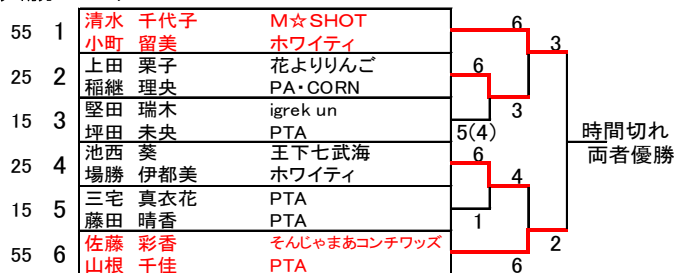 55 1 清水 千代子 M☆SHOT
小町 留美 ホワイティ
25 2 上田 栗子 花よりりんご
稲継 理央 PA・CORN
15 3 堅田 瑞木 igrek un
坪田 未央 PTA
25 4 池西 葵 王下七武海
場勝 伊都美 ホワイティ
15 5 三宅 真衣花 PTA
藤田 晴香 PTA
55 6 佐藤 彩香 そんじゃまあコンチワッズ
山根 千佳 PTA
6
3
6
3
5(4)
時間切れ
両者優勝
6
4
1
2
6